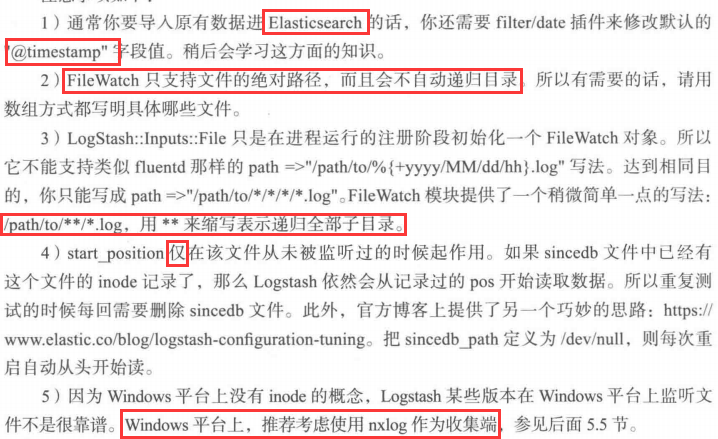 1）通常你要导入原有数据进 Elasticsearch 的话，你还需要 filter/date 插件来修改默认的
"@timestamp" 字段值。稍后会学习这方面的知识。
2）FileWatch 只支持文件的绝对路径，而且会不自动递归目录。所以有需要的话，请用
数组方式都写明具体哪些文件。
3）LogStash::Inputs::File 只是在进程运行的注册阶段初始化一个 FileWatch 对象。所以
它不能支持类似 fluentd 那样的 path =>"/path/to/%{+yyyy/MM/dd/hh}.log" 写法。达到相同目
的，你只能写成 path =>"/path/to/*/*/*/*.log"。FileWatch 模块提供了一个稍微简单一点的写法：
/path/to/**/*.log，用 ** 来缩写表示递归全部子目录。
4）start_position 仅在该文件从未被监听过的时候起作用。如果 sincedb 文件中已经有
这个文件的 inode 记录了，那么 Logstash 依然会从记录过的 pos 开始读取数据。所以重复测
试的时候每回需要删除 sincedb 文件。此外，官方博客上提供了另一个巧妙的思路：https://
www.elastic.co/blog/logstash-configuration-tuning。把 sincedb_path 定义为 /dev/null，则每次重
启自动从头开始读。
5）因为 Windows 平台上没有 inode 的概念，Logstash 某些版本在 Windows 平台上监听文
件不是很靠谱。Windows 平台上，推荐考虑使用 nxlog 作为收集端，参见后面 5.5 节。